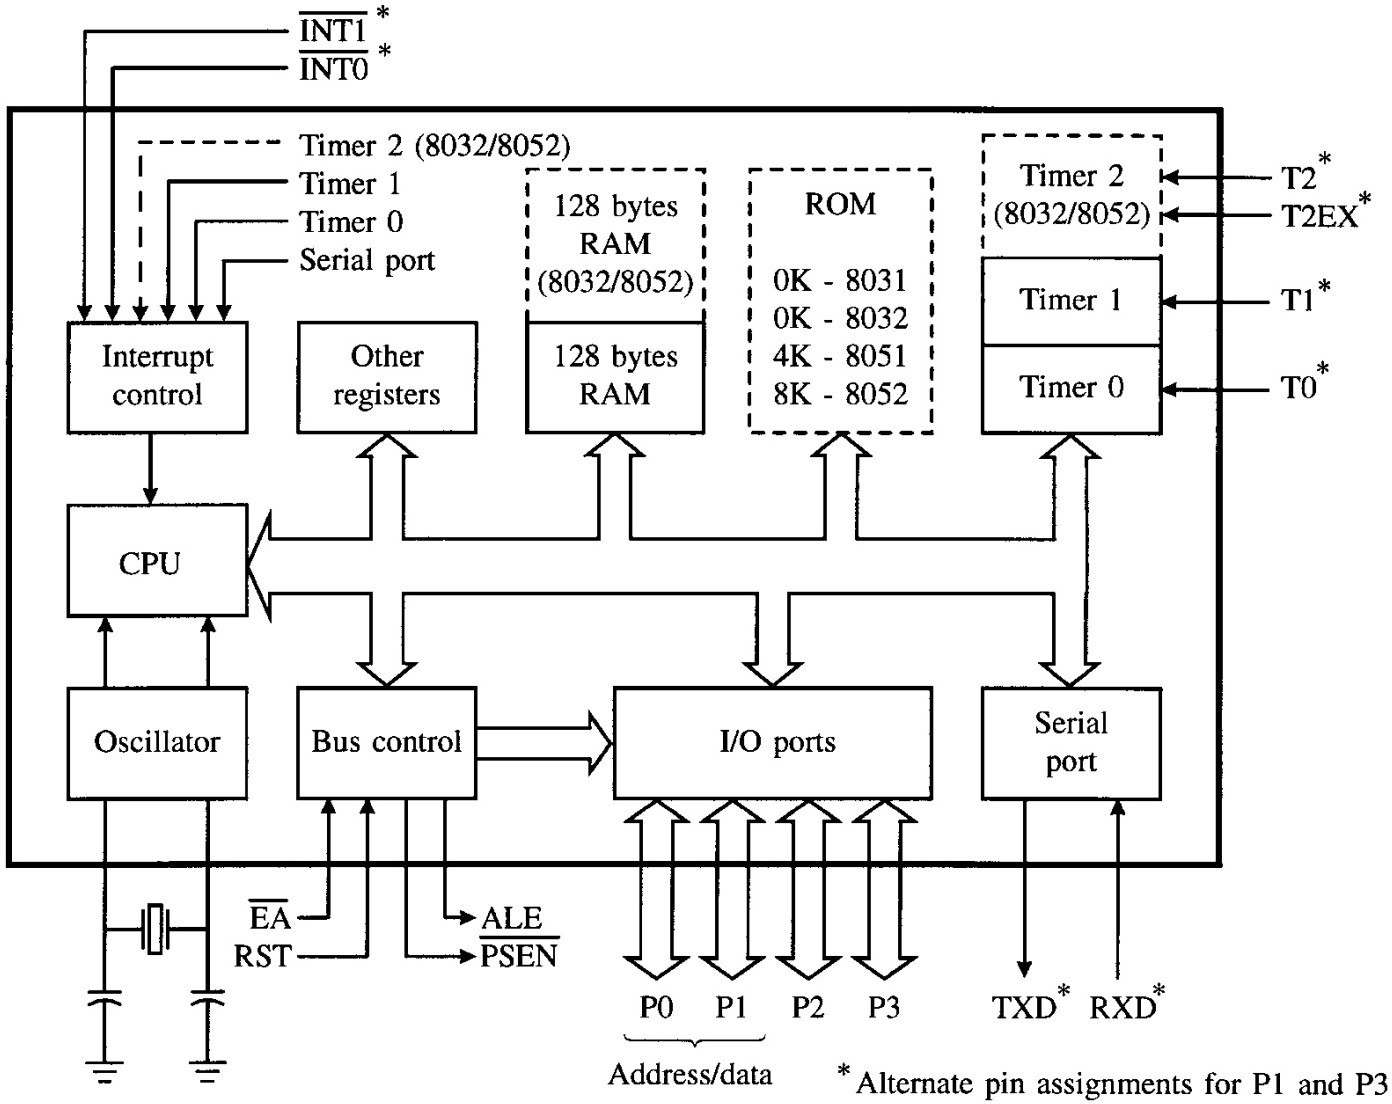 INT1*
INT0*
Timer 2 (8032/8052)
Timer 1
Timer 0
Serial port
128 bytes
RAM
(8032/8052)
ROM
0K - 8031
0K - 8032
4K - 8051
8K - 8052
Timer 2
(8032/8052)
T2*
T2EX*
Timer 1
T1*
Timer 0
T0*
Interrupt
control
Other
registers
128 bytes
RAM
CPU
Oscillator
Bus control
I/O ports
Serial
port
EA
RST
ALE
PSEN
P0 P1 P2 P3
TXD* RXD*
Address/data
*Alternate pin assignments for P1 and P3